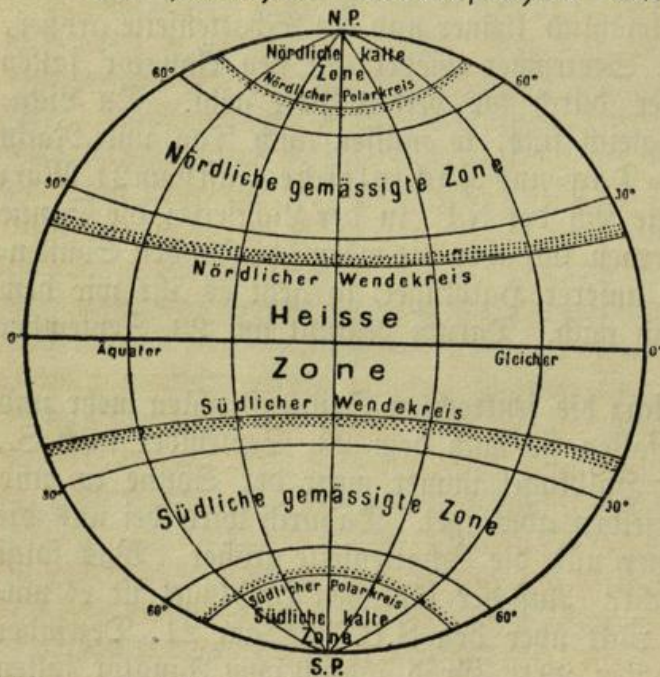 N.P.
Nördliche kalte
Zone
60° Nördlicher Polarkreis 60°
Nördliche gemässigte Zone
30° 30°
Nördlicher Wendekreis
Heisse
0° Äquator Gleicher 0°
Zone
Südlicher Wendekreis
30° 30°
Südliche gemässigte Zone
Südlicher Polarkreis
60° Südliche kalte 60°
Zone
S.P.